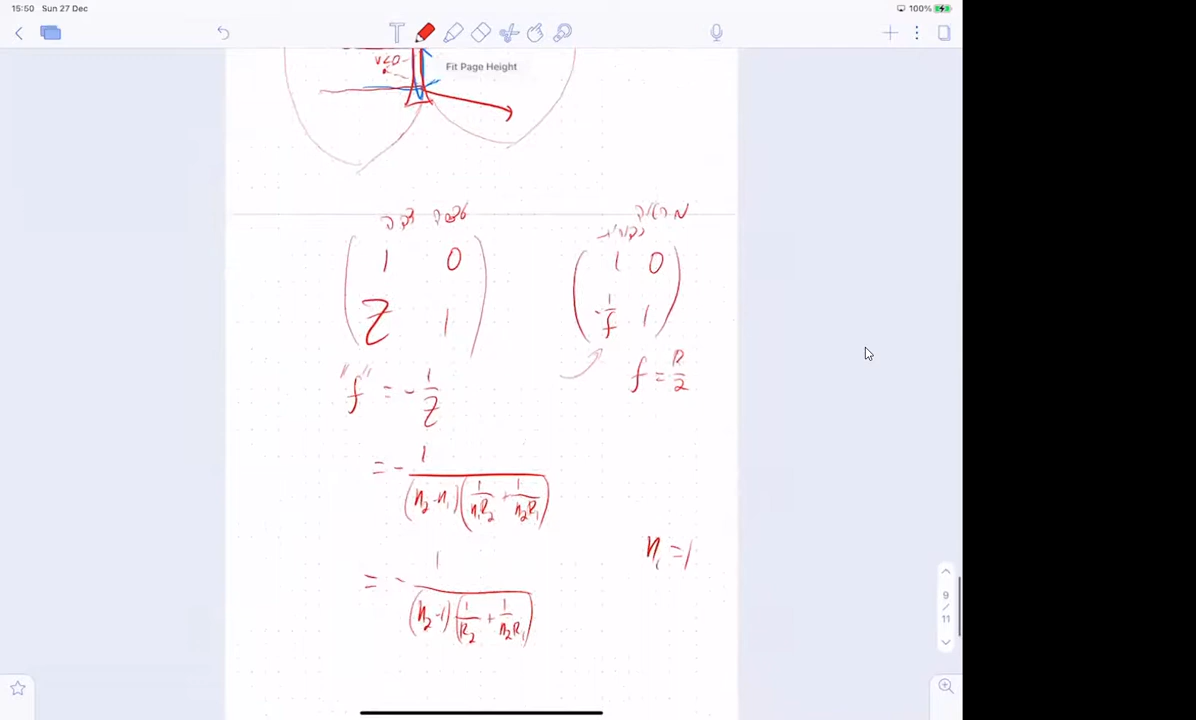 15:50 Sun 27 Dec
100%
T
Fit Page Height
V<0
1 0
Z 1
"f" = - 1/Z
= - 1/((n₂-n₁)(1/(n₁R₂) + 1/(n₂R₁)))
= - 1/((n₂-1)(1/R₂ + 1/(n₂R₁)))
1 0
-1/f 1
f = R/2
n₁ = 1
9
/
11